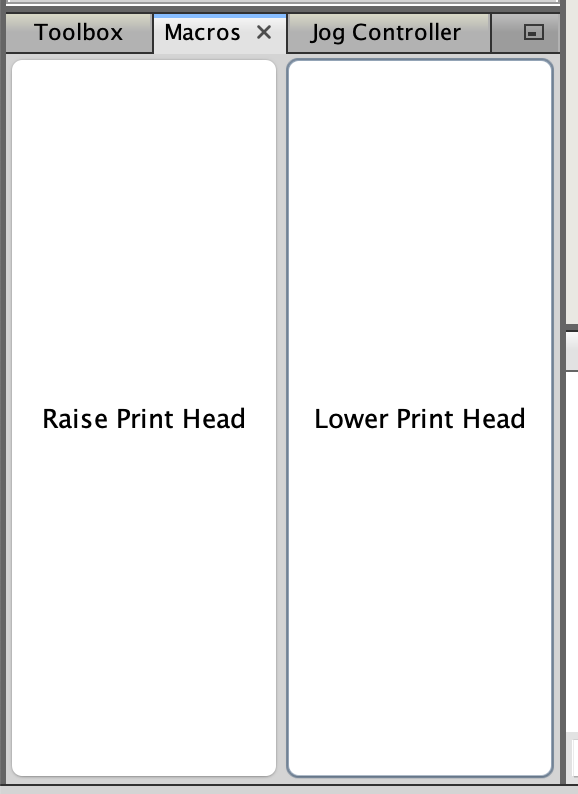 Toolbox
Macros
Jog Controller
Raise Print Head
Lower Print Head